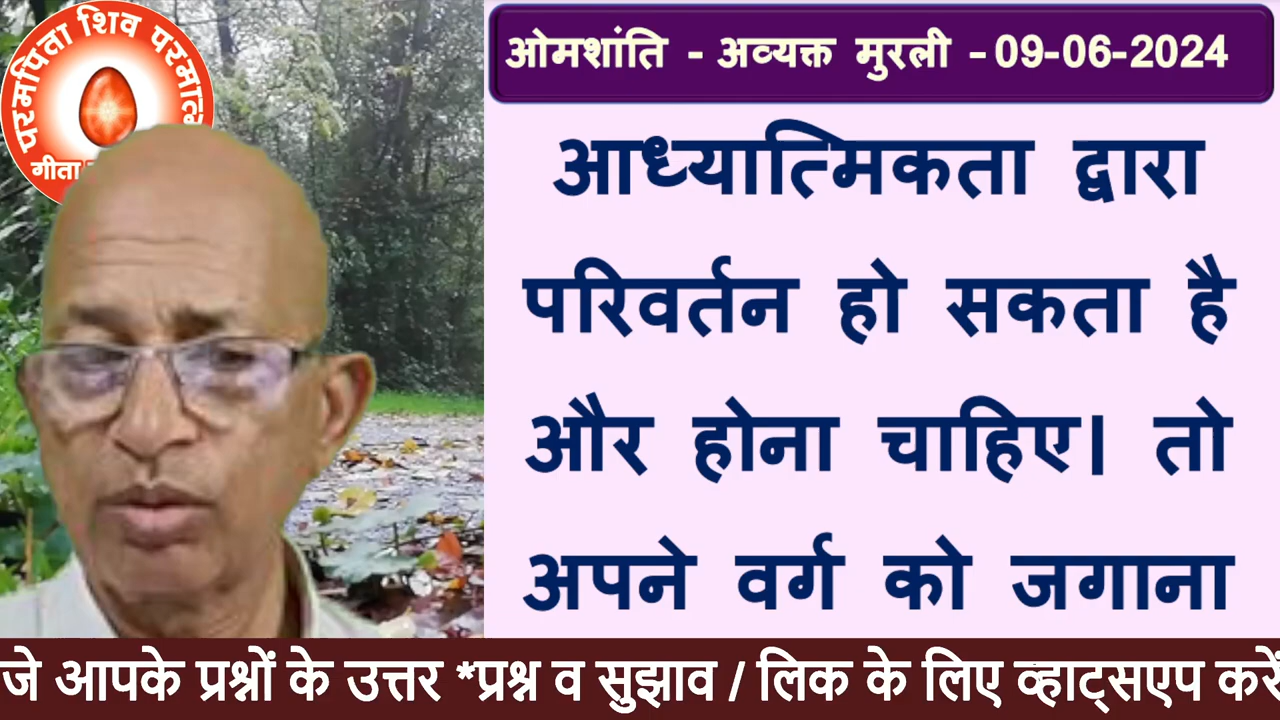 परमपिता शिव परमात्
गीता
ओमशांति - अव्यक्त मुरली - 09-06-2024
आध्यात्मिकता द्वारा
परिवर्तन हो सकता है
और होना चाहिए। तो
अपने वर्ग को जगाना
जे आपके प्रश्नों के उत्तर *प्रश्न व सुझाव / लिक के लिए व्हाट्सएप करें